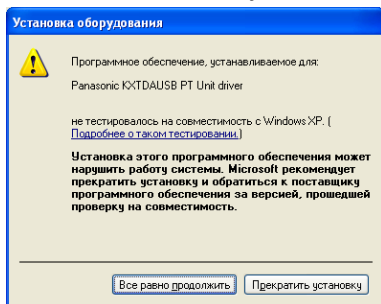 Установка оборудования
Программное обеспечение, устанавливаемое для:
Panasonic KXTDAUSB PT Unit driver
не тестировалось на совместимость с Windows XP. (
Подробнее о таком тестировании.)
Установка этого программного обеспечения может
нарушить работу системы. Microsoft рекомендует
прекратить установку и обратиться к поставщику
программного обеспечения за версией, прошедшей
проверку на совместимость.
Все равно продолжить
Прекратить установку